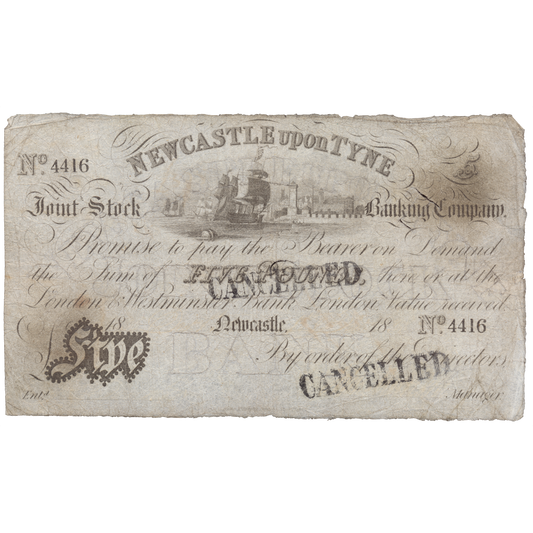 NEWCASTLE upon TYNE
No 4416
£5
Joint Stock Banking Company.
Promise to pay the Bearer on Demand
the Sum of FIVE POUNDS here or at the
CANCELLED
London & Westminster Bank London Value received
18 Newcastle. 18 No 4416
Five
By order of the Directors
CANCELLED
Entd Manager.